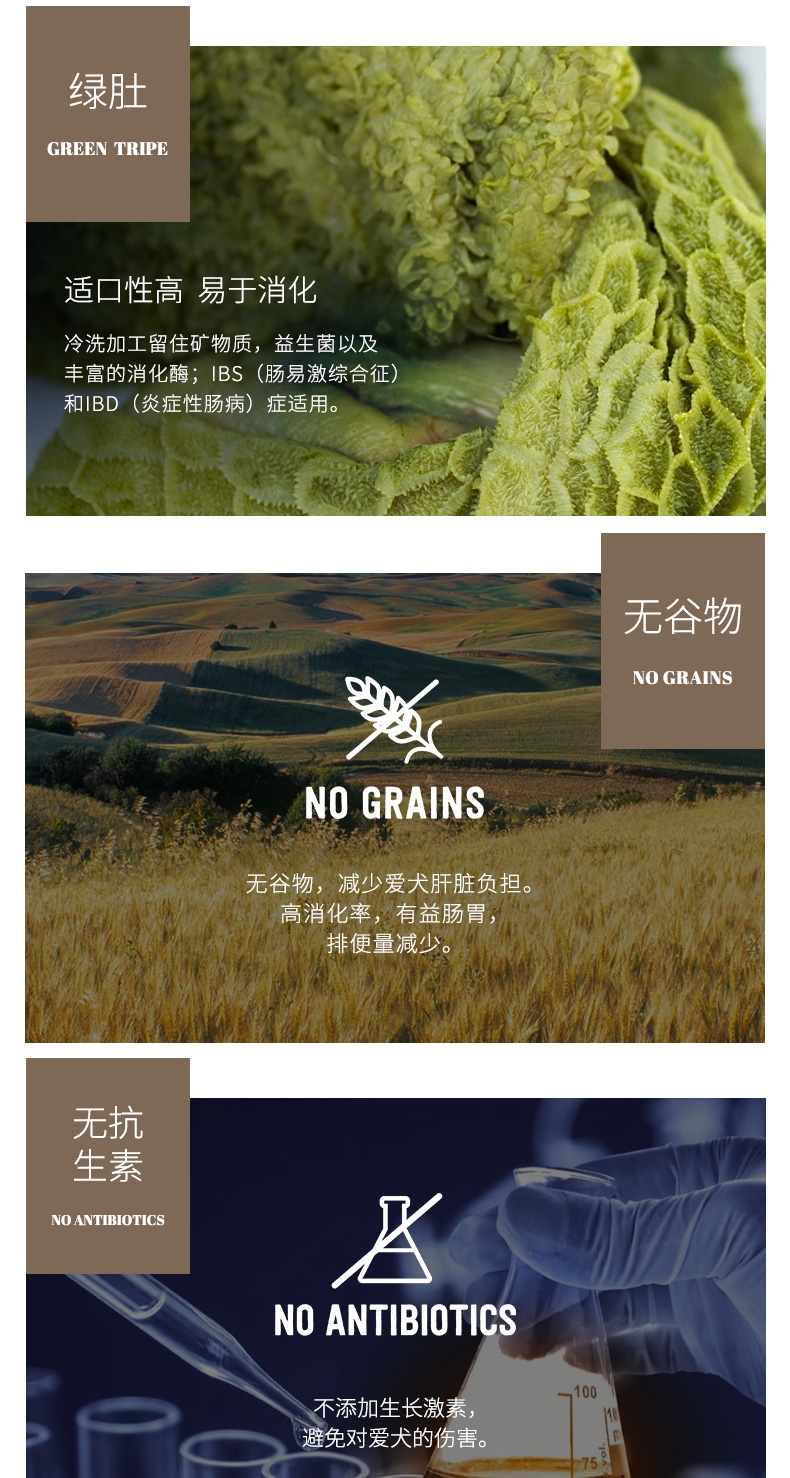 绿肚
GREEN TRIPE
适口性高 易于消化
冷洗加工留住矿物质，益生菌以及
丰富的消化酶；IBS（肠易激综合征）
和IBD（炎症性肠病）症适用。
无谷物
NO GRAINS
NO GRAINS
无谷物，减少爱犬肝脏负担。
高消化率，有益肠胃，
排便量减少。
无抗
生素
NO ANTIBIOTICS
NO ANTIBIOTICS
不添加生长激素，
避免对爱犬的伤害。
100
75